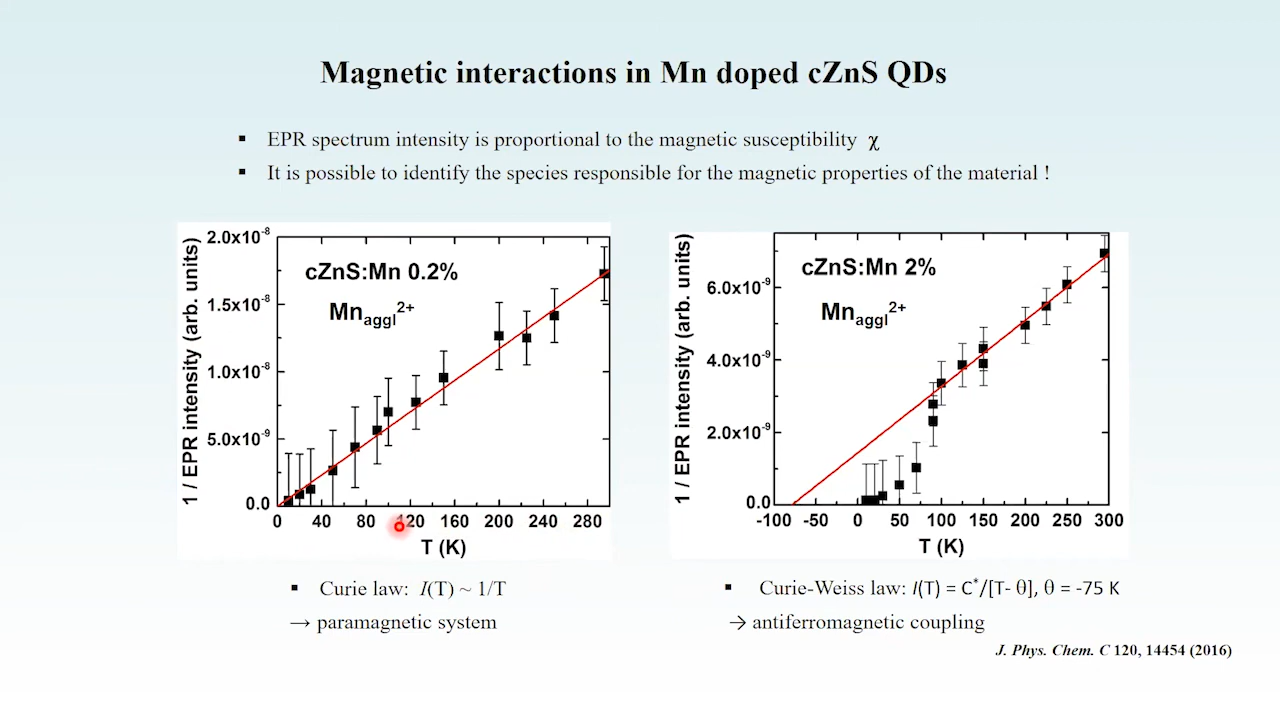 Magnetic interactions in Mn doped cZnS QDs
▪ EPR spectrum intensity is proportional to the magnetic susceptibility χ
▪ It is possible to identify the species responsible for the magnetic properties of the material !
1 / EPR intensity (arb. units)
2.0x10⁻⁸
1.5x10⁻⁸
1.0x10⁻⁸
5.0x10⁻⁹
0.0
cZnS:Mn 0.2%
Mn_aggl²⁺
0 40 80 120 160 200 240 280
T (K)
1 / EPR intensity (arb. units)
6.0x10⁻⁹
4.0x10⁻⁹
2.0x10⁻⁹
0.0
cZnS:Mn 2%
Mn_aggl²⁺
-100 -50 0 50 100 150 200 250 300
T (K)
▪ Curie law: I(T) ~ 1/T
→ paramagnetic system
▪ Curie-Weiss law: I(T) = C*/[T- θ], θ = -75 K
→ antiferromagnetic coupling
J. Phys. Chem. C 120, 14454 (2016)